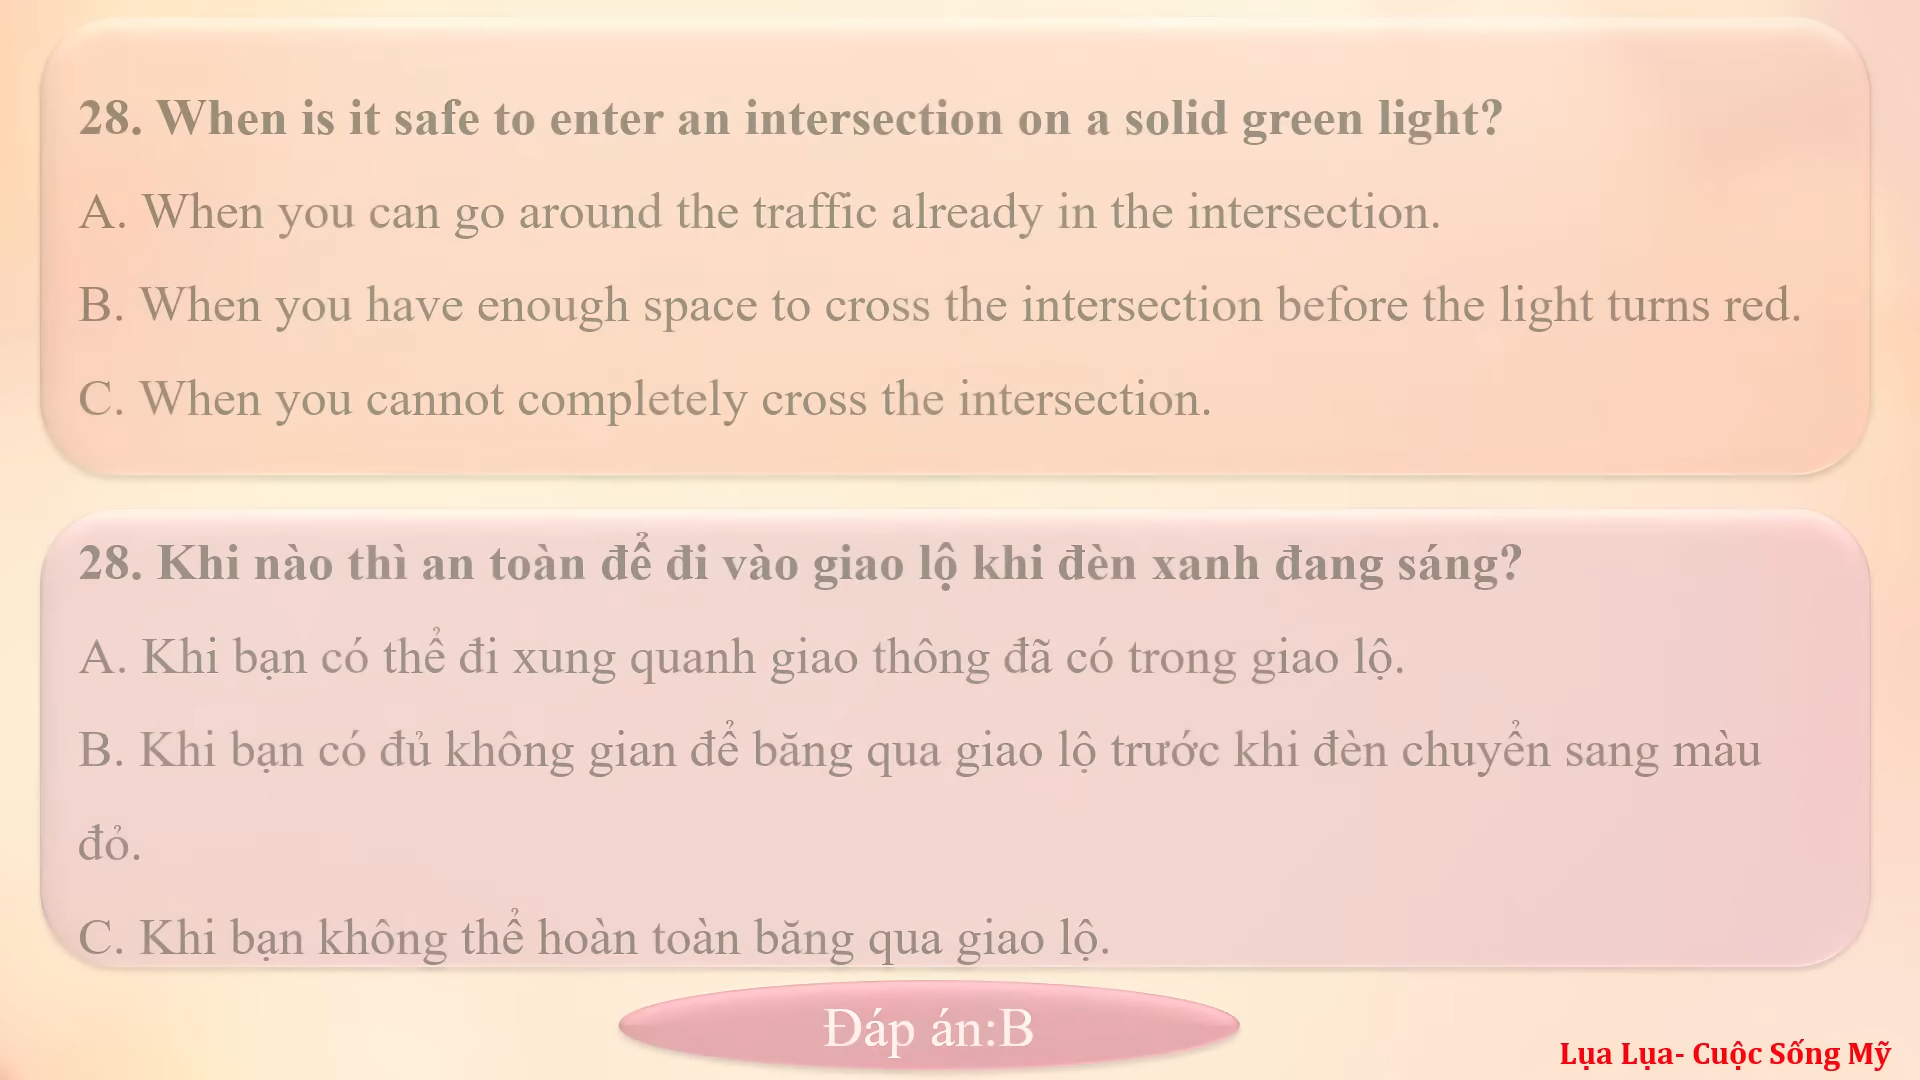 28. When is it safe to enter an intersection on a solid green light?
A. When you can go around the traffic already in the intersection.
B. When you have enough space to cross the intersection before the light turns red.
C. When you cannot completely cross the intersection.
28. Khi nào thì an toàn để đi vào giao lộ khi đèn xanh đang sáng?
A. Khi bạn có thể đi xung quanh giao thông đã có trong giao lộ.
B. Khi bạn có đủ không gian để băng qua giao lộ trước khi đèn chuyển sang màu
đỏ.
C. Khi bạn không thể hoàn toàn băng qua giao lộ.
Đáp án:B
Lụa Lụa- Cuộc Sống Mỹ